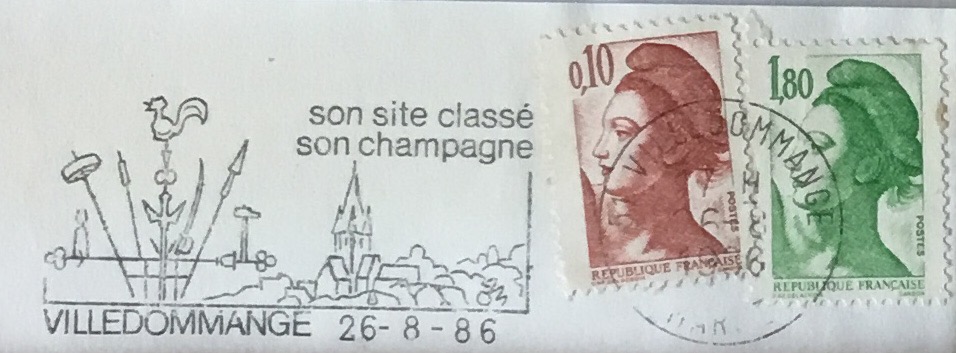 son site classé
son champagne
VILLEDOMMANGE 26-8-86
0,10
POSTES
REPUBLIQUE FRANÇAISE
1,80
POSTES
REPUBLIQUE FRANÇAISE
VILLEDOMMANGE